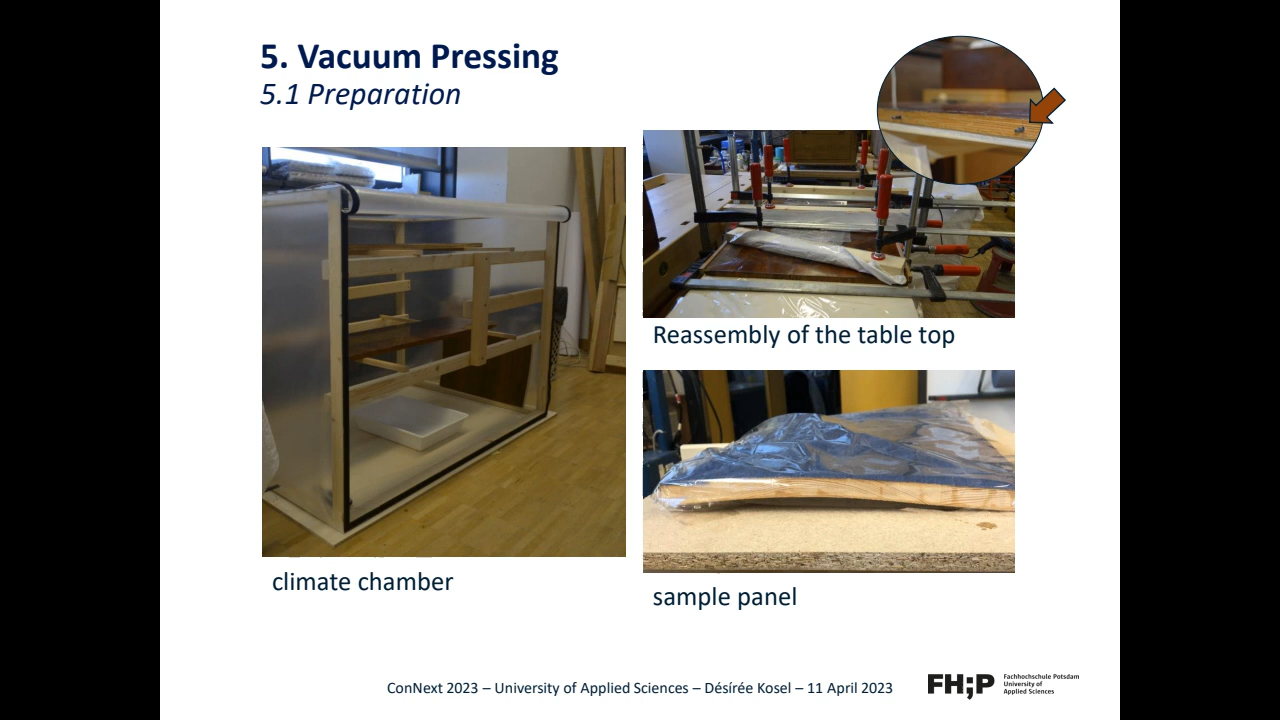 5. Vacuum Pressing
5.1 Preparation
Reassembly of the table top
climate chamber
sample panel
ConNext 2023 – University of Applied Sciences – Désírée Kosel – 11 April 2023
FH;P
Fachhochschule Potsdam
University of
Applied Sciences